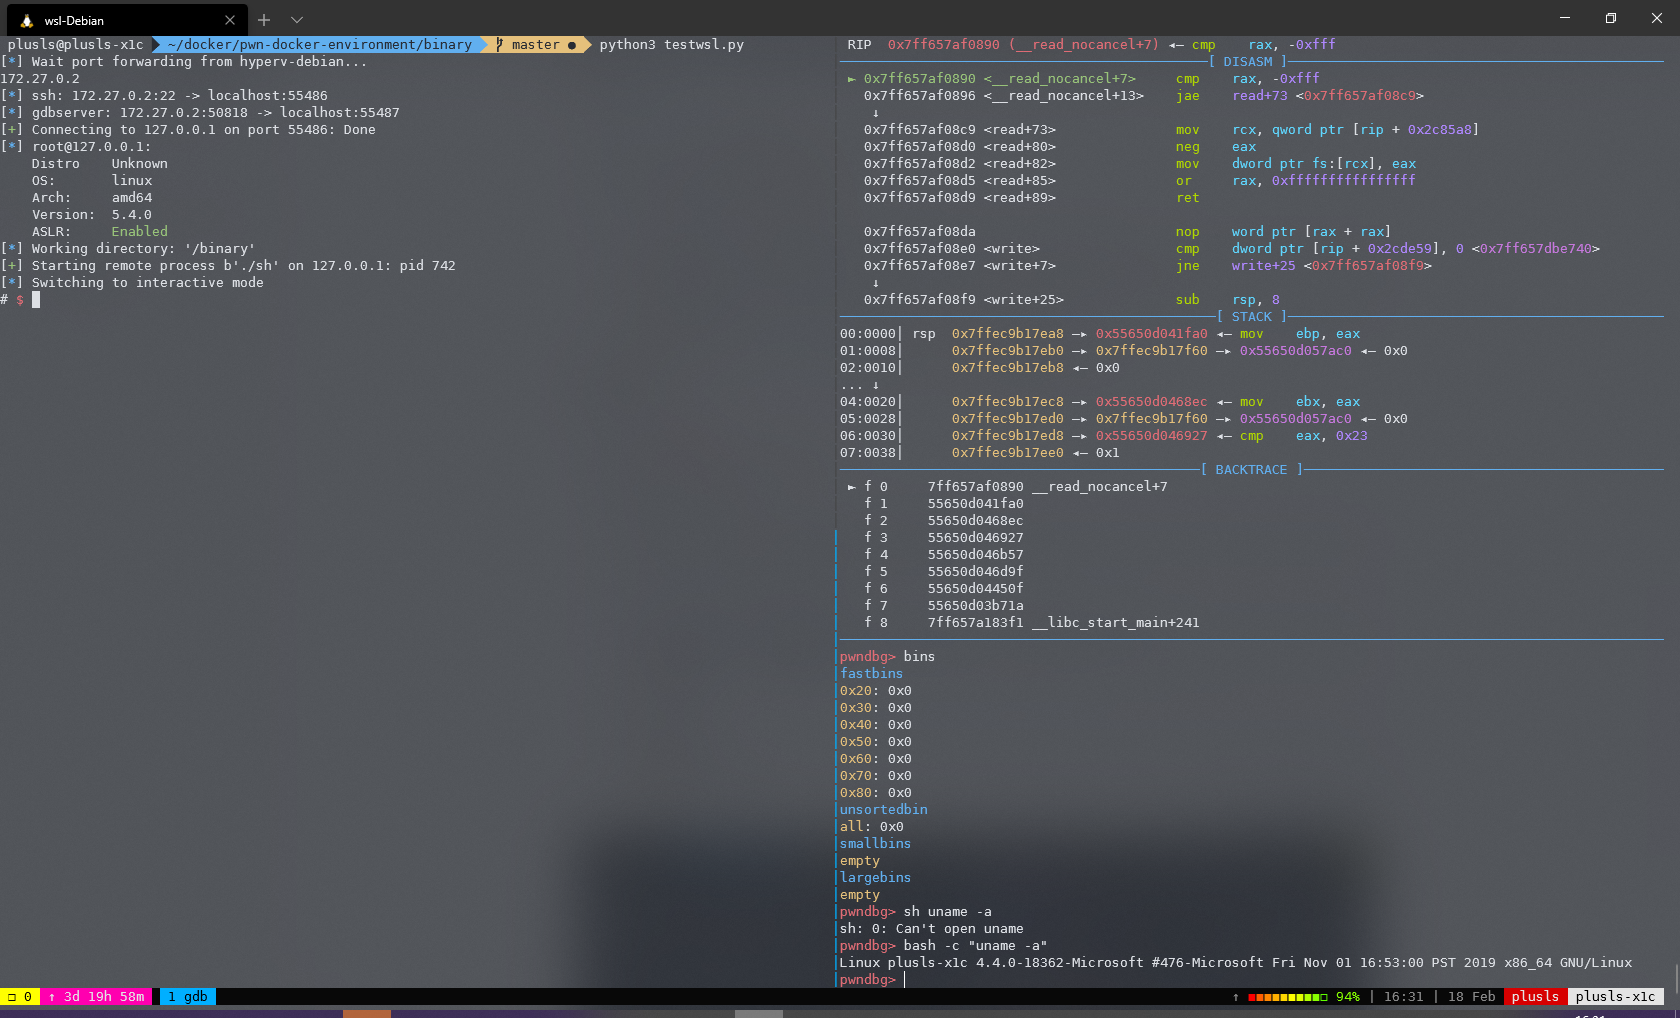 wsl-Debian
plusls@plusls-x1c ~/docker/pwn-docker-environment/binary master ● python3 testwsl.py
[*] Wait port forwarding from hyperv-debian...
172.27.0.2
[*] ssh: 172.27.0.2:22 -> localhost:55486
[*] gdbserver: 172.27.0.2:50818 -> localhost:55487
[+] Connecting to 127.0.0.1 on port 55486: Done
[*] root@127.0.0.1:
    Distro    Unknown
    OS:       linux
    Arch:     amd64
    Version:  5.4.0
    ASLR:     Enabled
[*] Working directory: '/binary'
[+] Starting remote process b'./sh' on 127.0.0.1: pid 742
[*] Switching to interactive mode
# $
RIP  0x7ff657af0890 (__read_nocancel+7) ◂— cmp    rax, -0xfff
[ DISASM ]
► 0x7ff657af0890 <__read_nocancel+7>     cmp    rax, -0xfff
0x7ff657af0896 <__read_nocancel+13>    jae    read+73 <0x7ff657af08c9>
↓
0x7ff657af08c9 <read+73>               mov    rcx, qword ptr [rip + 0x2c85a8]
0x7ff657af08d0 <read+80>               neg    eax
0x7ff657af08d2 <read+82>               mov    dword ptr fs:[rcx], eax
0x7ff657af08d5 <read+85>               or     rax, 0xffffffffffffffff
0x7ff657af08d9 <read+89>               ret
0x7ff657af08da                         nop    word ptr [rax + rax]
0x7ff657af08e0 <write>                 cmp    dword ptr [rip + 0x2cde59], 0 <0x7ff657dbe740>
0x7ff657af08e7 <write+7>               jne    write+25 <0x7ff657af08f9>
↓
0x7ff657af08f9 <write+25>              sub    rsp, 8
[ STACK ]
00:0000│ rsp  0x7ffec9b17ea8 —▸ 0x55650d041fa0 ◂— mov    ebp, eax
01:0008│      0x7ffec9b17eb0 —▸ 0x7ffec9b17f60 —▸ 0x55650d057ac0 ◂— 0x0
02:0010│      0x7ffec9b17eb8 ◂— 0x0
... ↓
04:0020│      0x7ffec9b17ec8 —▸ 0x55650d0468ec ◂— mov    ebx, eax
05:0028│      0x7ffec9b17ed0 —▸ 0x7ffec9b17f60 —▸ 0x55650d057ac0 ◂— 0x0
06:0030│      0x7ffec9b17ed8 —▸ 0x55650d046927 ◂— cmp    eax, 0x23
07:0038│      0x7ffec9b17ee0 ◂— 0x1
[ BACKTRACE ]
► f 0     7ff657af0890 __read_nocancel+7
f 1     55650d041fa0
f 2     55650d0468ec
f 3     55650d046927
f 4     55650d046b57
f 5     55650d046d9f
f 6     55650d04450f
f 7     55650d03b71a
f 8     7ff657a183f1 __libc_start_main+241
pwndbg> bins
fastbins
0x20: 0x0
0x30: 0x0
0x40: 0x0
0x50: 0x0
0x60: 0x0
0x70: 0x0
0x80: 0x0
unsortedbin
all: 0x0
smallbins
empty
largebins
empty
pwndbg> sh uname -a
sh: 0: Can't open uname
pwndbg> bash -c "uname -a"
Linux plusls-x1c 4.4.0-18362-Microsoft #476-Microsoft Fri Nov 01 16:53:00 PST 2019 x86_64 GNU/Linux
pwndbg>
□ 0 ↑ 3d 19h 58m 1 gdb ↑ 94% | 16:31 | 18 Feb plusls plusls-x1c